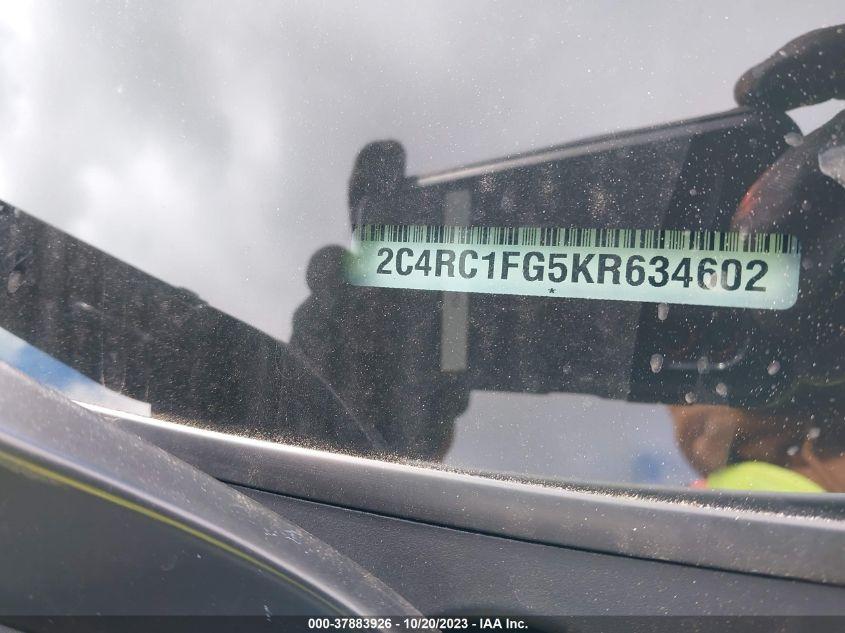 2C4RC1FG5KR634602
*
000-37883926 - 10/20/2023 - IAA Inc.